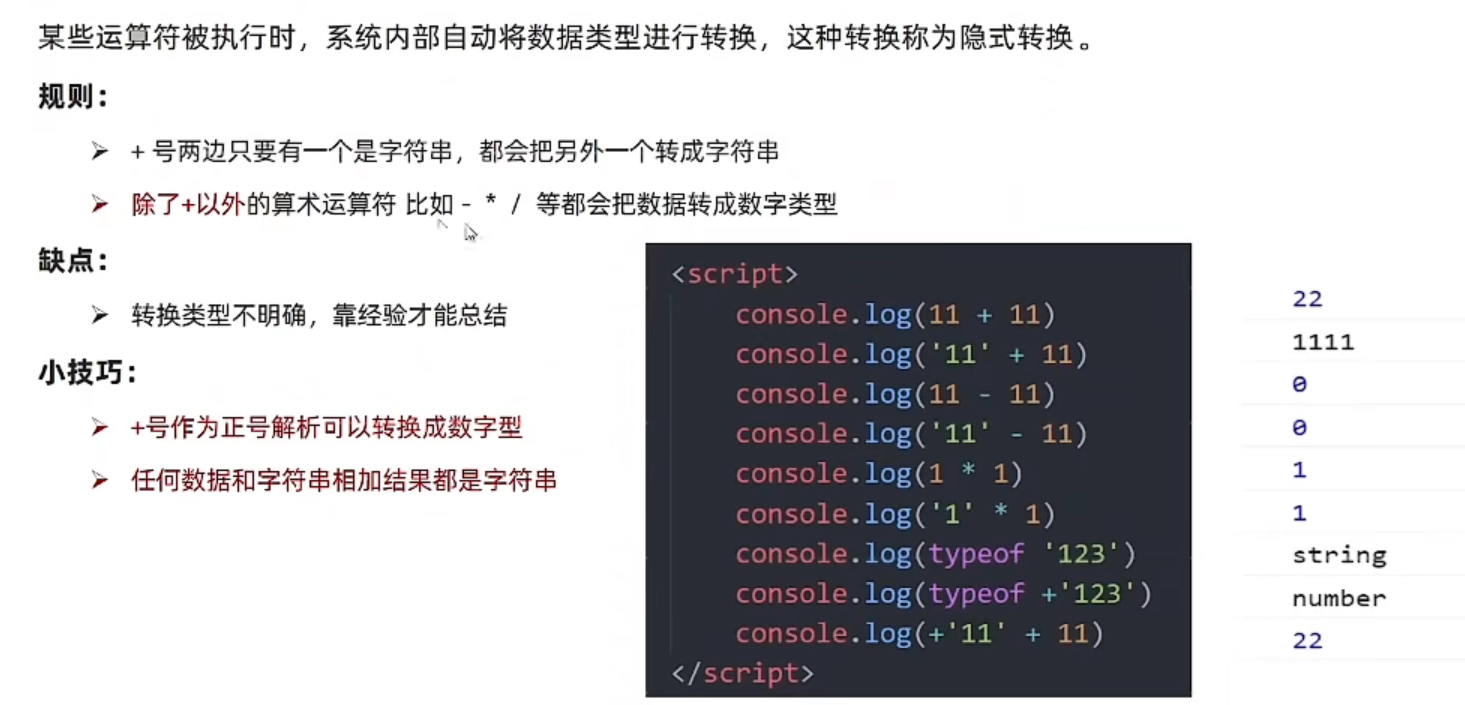 某些运算符被执行时，系统内部自动将数据类型进行转换，这种转换称为隐式转换。
规则：
➢ + 号两边只要有一个是字符串，都会把另外一个转成字符串
➢ 除了+以外的算术运算符 比如 - * / 等都会把数据转成数字类型
缺点：
➢ 转换类型不明确，靠经验才能总结
小技巧：
➢ +号作为正号解析可以转换成数字型
➢ 任何数据和字符串相加结果都是字符串
<script>
console.log(11 + 11)
console.log('11' + 11)
console.log(11 - 11)
console.log('11' - 11)
console.log(1 * 1)
console.log('1' * 1)
console.log(typeof '123')
console.log(typeof +'123')
console.log(+'11' + 11)
</script>
22
1111
0
0
1
1
string
number
22